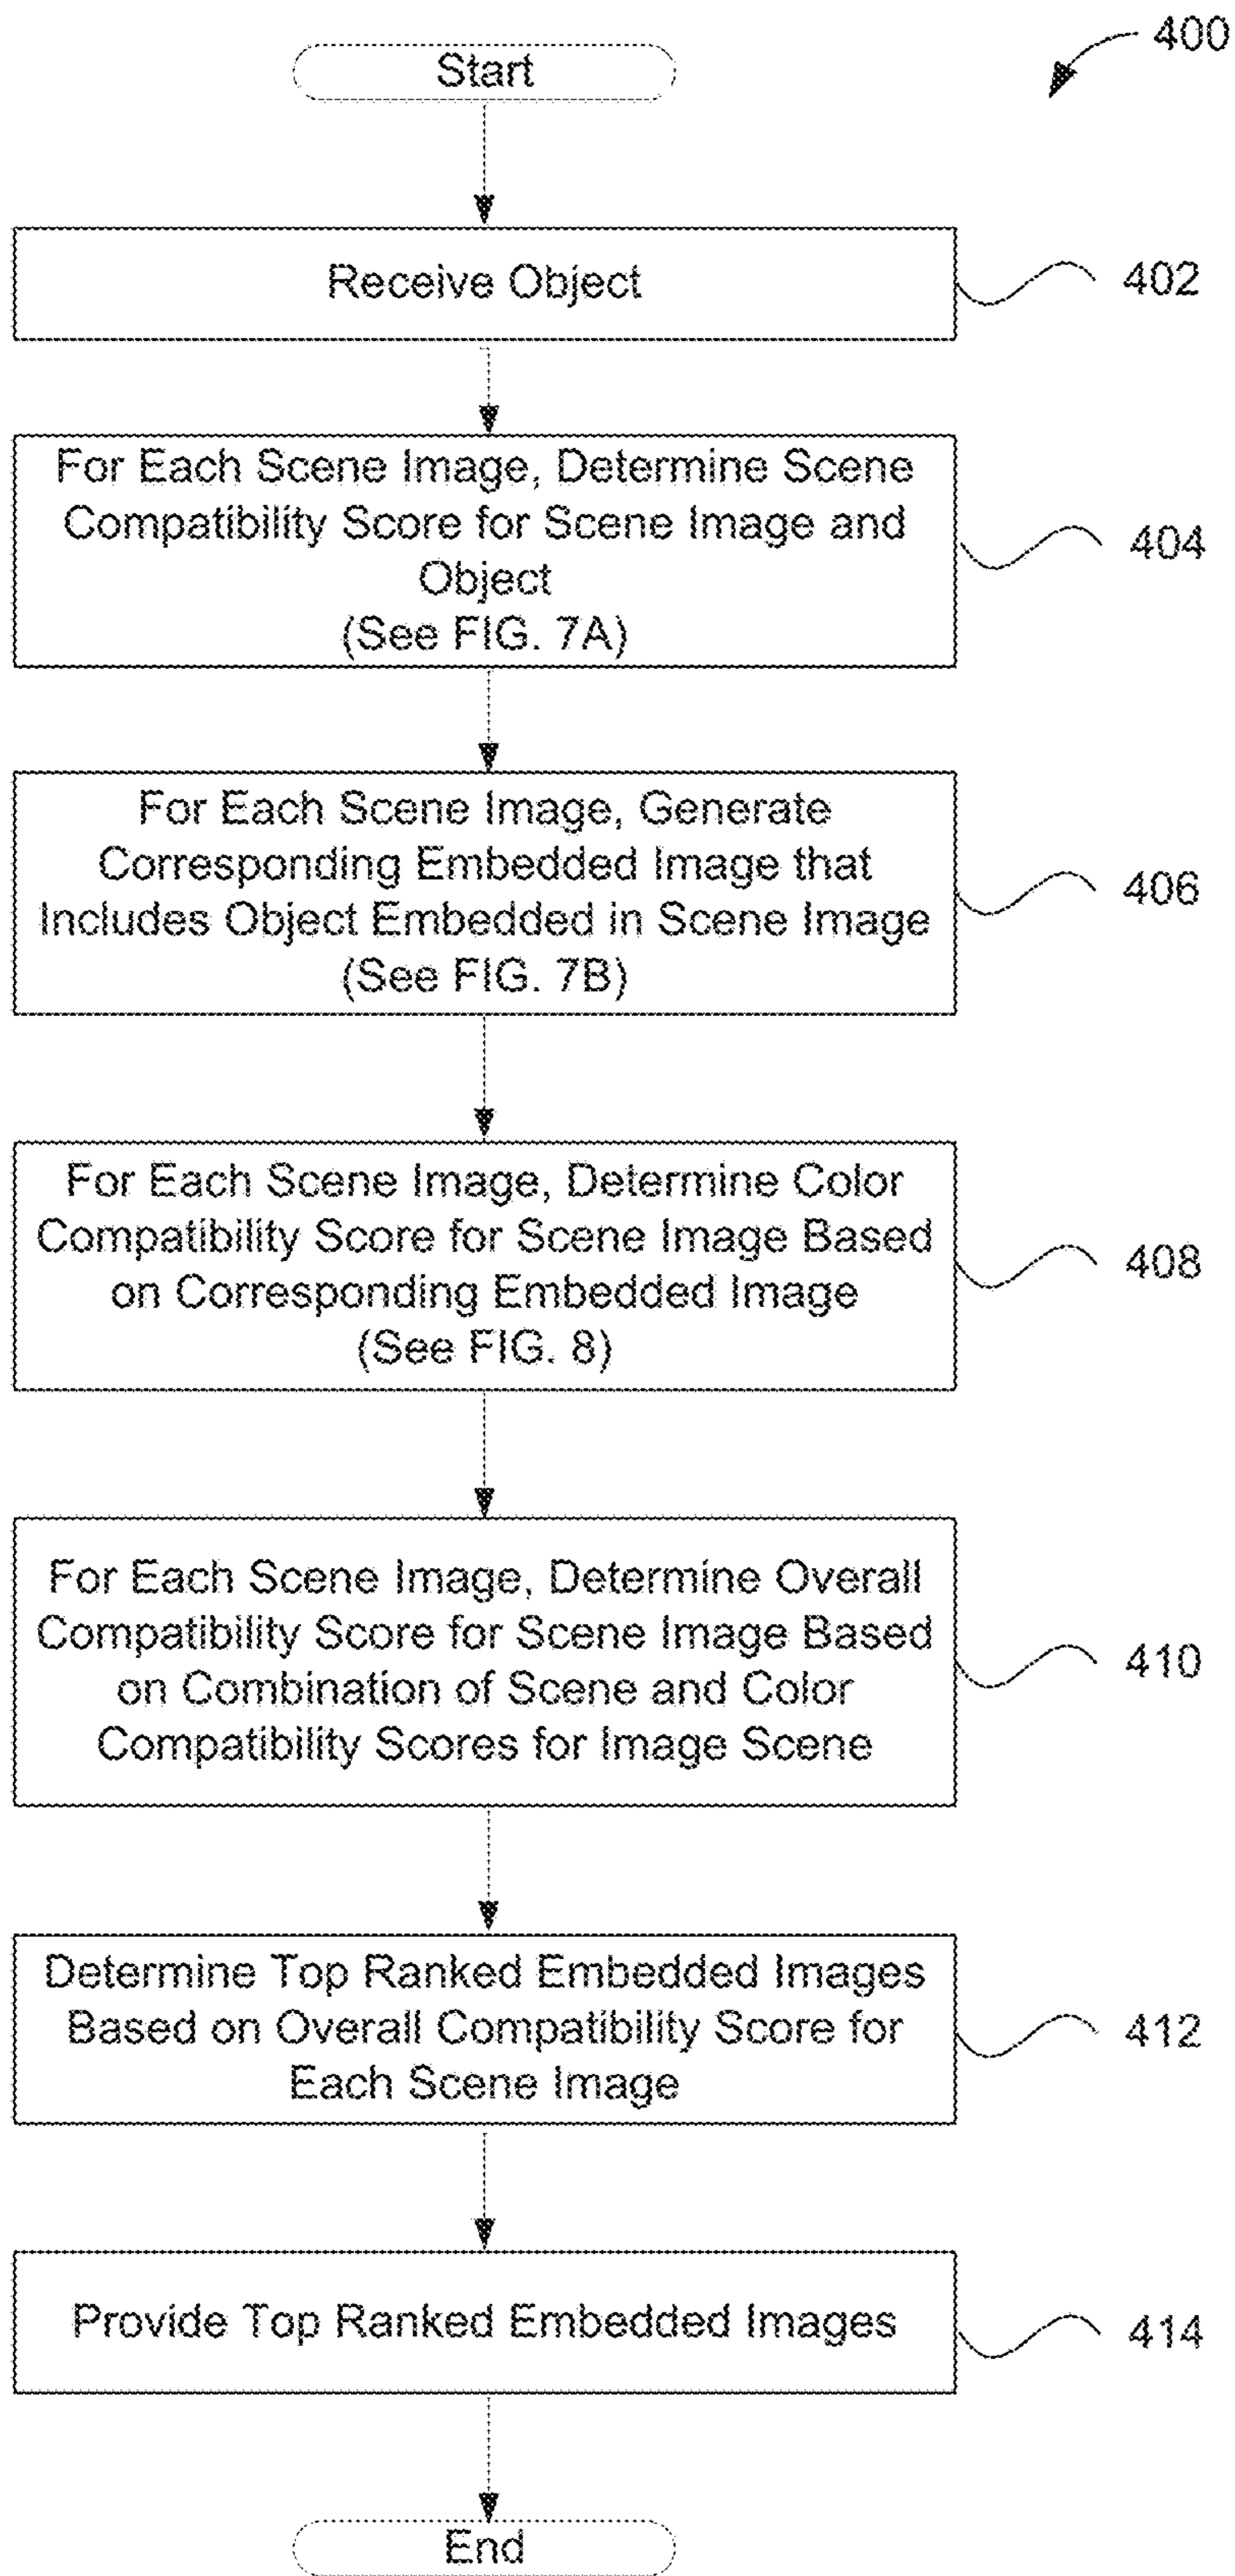 400
Start
Receive Object
402
For Each Scene Image, Determine Scene
Compatibility Score for Scene Image and
Object
(See FIG. 7A)
404
For Each Scene Image, Generate
Corresponding Embedded Image that
Includes Object Embedded in Scene Image
(See FIG. 7B)
406
For Each Scene Image, Determine Color
Compatibility Score for Scene Image Based
on Corresponding Embedded Image
(See FIG. 8)
408
For Each Scene Image, Determine Overall
Compatibility Score for Scene Image Based
on Combination of Scene and Color
Compatibility Scores for Image Scene
410
Determine Top Ranked Embedded Images
Based on Overall Compatibility Score for
Each Scene Image
412
Provide Top Ranked Embedded Images
414
End